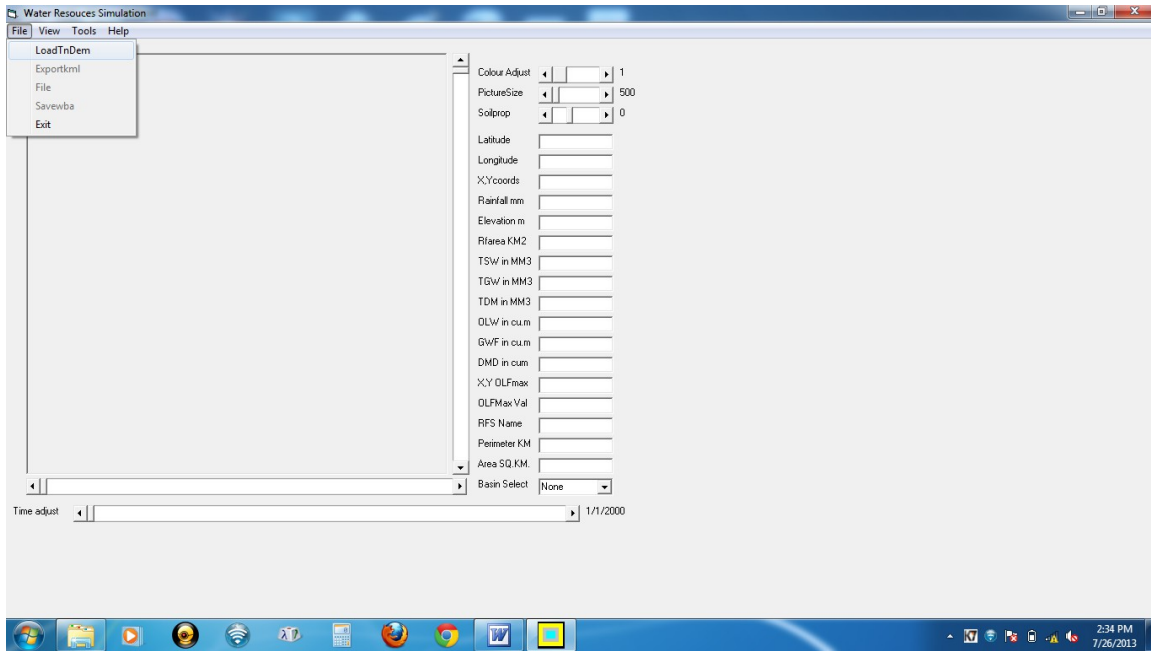 Water Resouces Simulation
File View Tools Help
LoadTnDem
Exportkml
File
Savewba
Exit
Colour Adjust 1
PictureSize 500
Soilprop 0
Latitude
Longitude
X,Ycoords
Rainfall mm
Elevation m
Rfarea KM2
TSW in MM3
TGW in MM3
TDM in MM3
OLW in cu.m
GWF in cu.m
DMD in cum
X,Y OLFmax
OLFMax Val
RFS Name
Perimeter KM
Area SQ.KM.
Basin Select None
Time adjust 1/1/2000
2:34 PM
7/26/2013